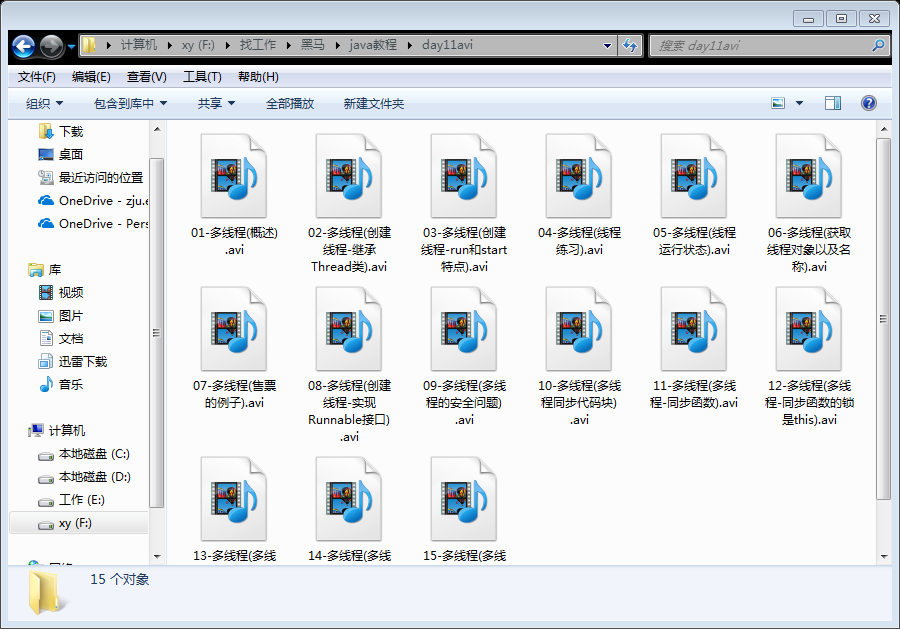 计算机 xy (F:) 找工作 黑马 java教程 day11avi
搜索 day11avi
文件(F) 编辑(E) 查看(V) 工具(T) 帮助(H)
组织 包含到库中 共享 全部播放 新建文件夹
下载
桌面
最近访问的位置
OneDrive - zju.e
OneDrive - Pers
库
视频
图片
文档
迅雷下载
音乐
计算机
本地磁盘 (C:)
本地磁盘 (D:)
工作 (E:)
xy (F:)
01-多线程(概述)
.avi
02-多线程(创建
线程-继承
Thread类).avi
03-多线程(创建
线程-run和start
特点).avi
04-多线程(线程
练习).avi
05-多线程(线程
运行状态).avi
06-多线程(获取
线程对象以及名
称).avi
07-多线程(售票
的例子).avi
08-多线程(创建
线程-实现
Runnable接口)
.avi
09-多线程(多线
程的安全问题)
.avi
10-多线程(多线
程同步代码块)
.avi
11-多线程(多线
程-同步函数).avi
12-多线程(多线
程-同步函数的锁
是this).avi
13-多线程(多线
14-多线程(多线
15-多线程(多线
15 个对象